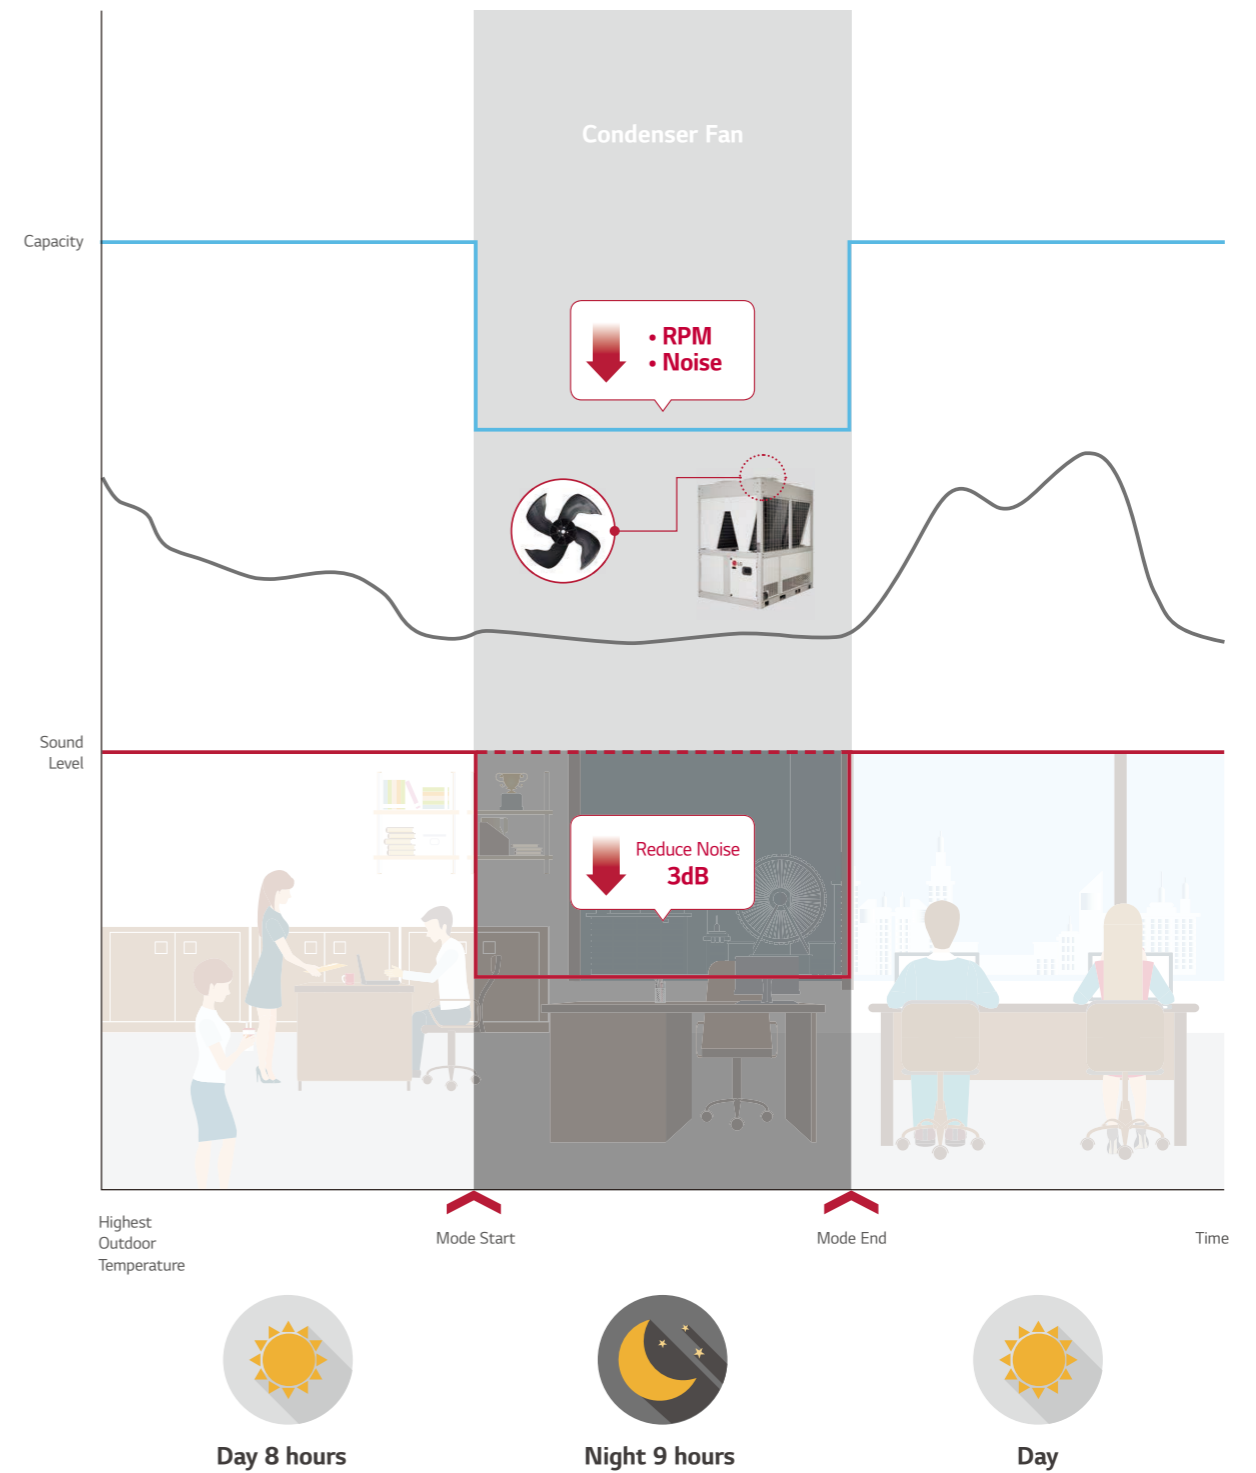 Condenser Fan
Capacity
• RPM
• Noise
Sound
Level
Reduce Noise
3dB
Highest
Outdoor
Temperature
Mode Start
Mode End
Time
Day 8 hours
Night 9 hours
Day